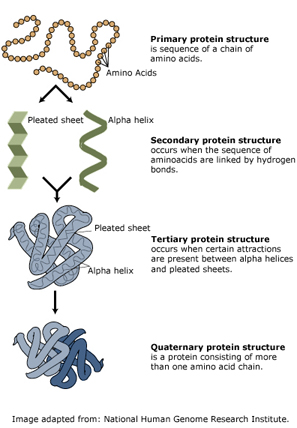 Primary protein structure
is sequence of a chain of
amino acids.
Amino Acids
Pleated sheet
Alpha helix
Secondary protein structure
occurs when the sequence of
aminoacids are linked by hydrogen
bonds.
Pleated sheet
Alpha helix
Tertiary protein structure
occurs when certain attractions
are present between alpha helices
and pleated sheets.
Quaternary protein structure
is a protein consisting of more
than one amino acid chain.
Image adapted from: National Human Genome Research Institute.